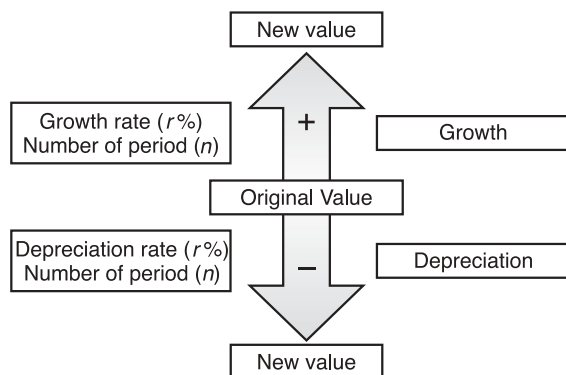 New value
Growth rate (r%)
Number of period (n)
+
Growth
Original Value
Depreciation rate (r%)
Number of period (n)
–
Depreciation
New value